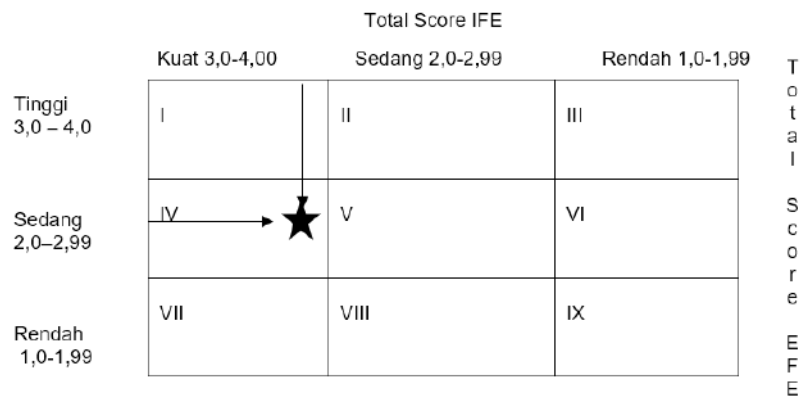 Total Score IFE
Kuat 3,0-4,00 Sedang 2,0-2,99 Rendah 1,0-1,99
Tinggi
3,0 – 4,0
I II III
Sedang
2,0–2,99
IV V VI
Rendah
1,0-1,99
VII VIII IX
Total Score EFE